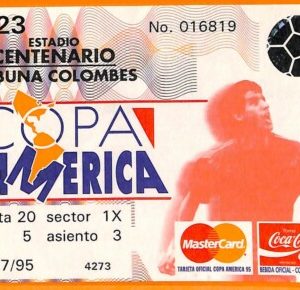 23
No. 016819
ESTADIO
CENTENARIO
BUNA COLOMBES
COPA
AMERICA
ta 20 sector 1X
5 asiento 3
7/95
4273
MasterCard
TARJETA OFICIAL COPA AMERICA 95
Coca-Cola
BEBIDA OFICIAL - CO